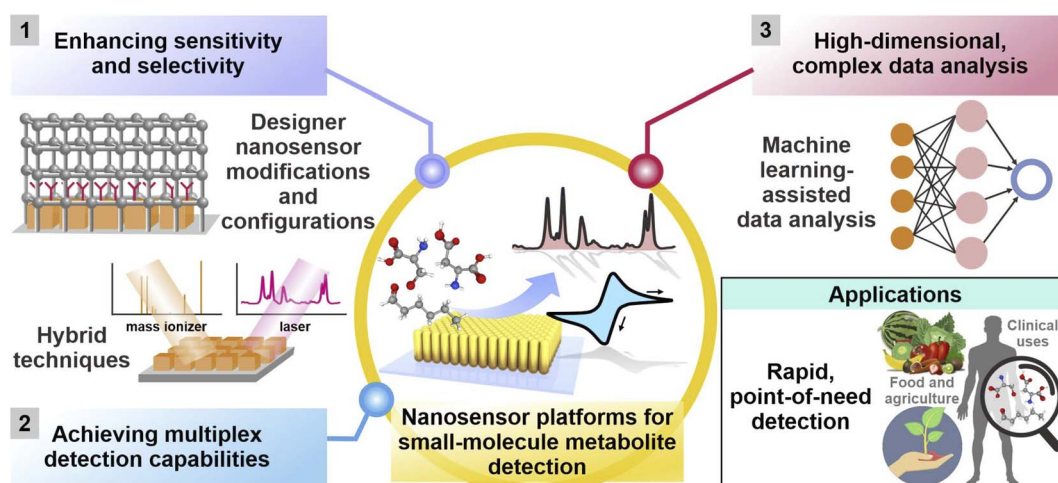 1
Enhancing sensitivity
and selectivity
Designer
nanosensor
modifications
and
configurations
mass ionizer
laser
Hybrid
techniques
2
Achieving multiplex
detection capabilities
Nanosensor platforms for
small-molecule metabolite
detection
3
High-dimensional,
complex data analysis
Machine
learning-
assisted
data analysis
Applications
Rapid,
point-of-need
detection
Food and
agriculture
Clinical
uses